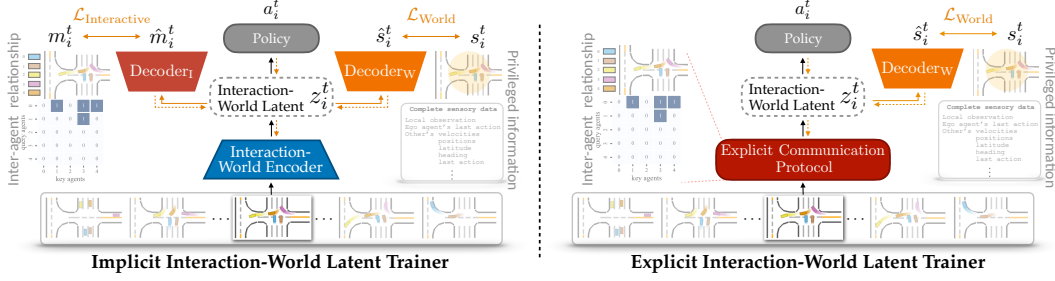 ℒ_Interactive
m_i^t
m̂_i^t
Decoder_I
Inter-agent relationship
query agents
key agents
a_i^t
Policy
Interaction-
World Latent z_i^t
Interaction-
World Encoder
ℒ_World
ŝ_i^t
s_i^t
Decoder_W
Privileged information
Complete sensory data
Local observation
Ego agent's last action
Other's velocities
positions
latitude
heading
last action
⋮
...
...
Implicit Interaction-World Latent Trainer
Inter-agent relationship
query agents
key agents
a_i^t
Policy
Interaction-
World Latent z_i^t
Explicit Communication
Protocol
ℒ_World
ŝ_i^t
s_i^t
Decoder_W
Privileged information
Complete sensory data
Local observation
Ego agent's last action
Other's velocities
positions
latitude
heading
last action
⋮
...
...
Explicit Interaction-World Latent Trainer